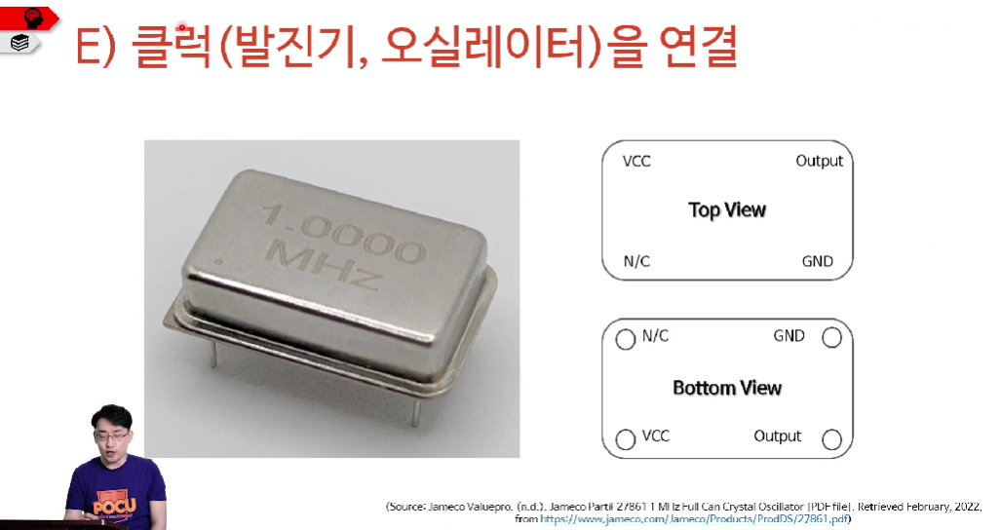 E) 클럭(발진기, 오실레이터)을 연결
1.0000
MHz
VCC Output
Top View
N/C GND
N/C GND
Bottom View
VCC Output
POCU
(Source: Jameco Valuepro. (n.d.). Jameco Part# 27861 1 MHz Full Can Crystal Oscillator [PDF file]. Retrieved February, 2022,
from https://www.jameco.com/Jameco/Products/ProdDS/27861.pdf)